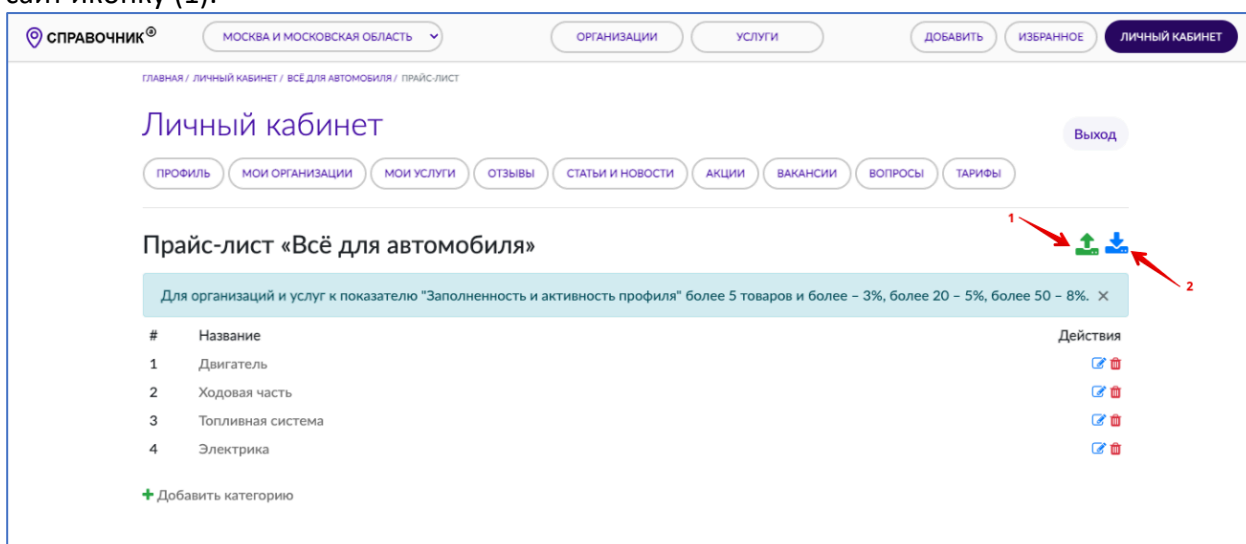 сайт иконку (1).
СПРАВОЧНИК® МОСКВА И МОСКОВСКАЯ ОБЛАСТЬ ОРГАНИЗАЦИИ УСЛУГИ ДОБАВИТЬ ИЗБРАННОЕ ЛИЧНЫЙ КАБИНЕТ
ГЛАВНАЯ / ЛИЧНЫЙ КАБИНЕТ / ВСЁ ДЛЯ АВТОМОБИЛЯ / ПРАЙС-ЛИСТ
Личный кабинет
Выход
ПРОФИЛЬ МОИ ОРГАНИЗАЦИИ МОИ УСЛУГИ ОТЗЫВЫ СТАТЬИ И НОВОСТИ АКЦИИ ВАКАНСИИ ВОПРОСЫ ТАРИФЫ
1
Прайс-лист «Всё для автомобиля»
2
Для организаций и услуг к показателю "Заполненность и активность профиля" более 5 товаров и более – 3%, более 20 – 5%, более 50 – 8%. ×
# Название Действия
1 Двигатель
2 Ходовая часть
3 Топливная система
4 Электрика
+ Добавить категорию